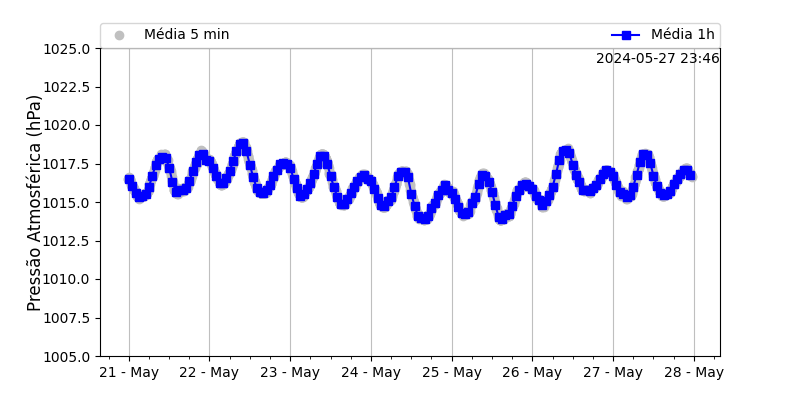 Média 5 min
Média 1h
2024-05-27 23:46
Pressão Atmosférica (hPa)
1025.0
1022.5
1020.0
1017.5
1015.0
1012.5
1010.0
1007.5
1005.0
21 - May
22 - May
23 - May
24 - May
25 - May
26 - May
27 - May
28 - May